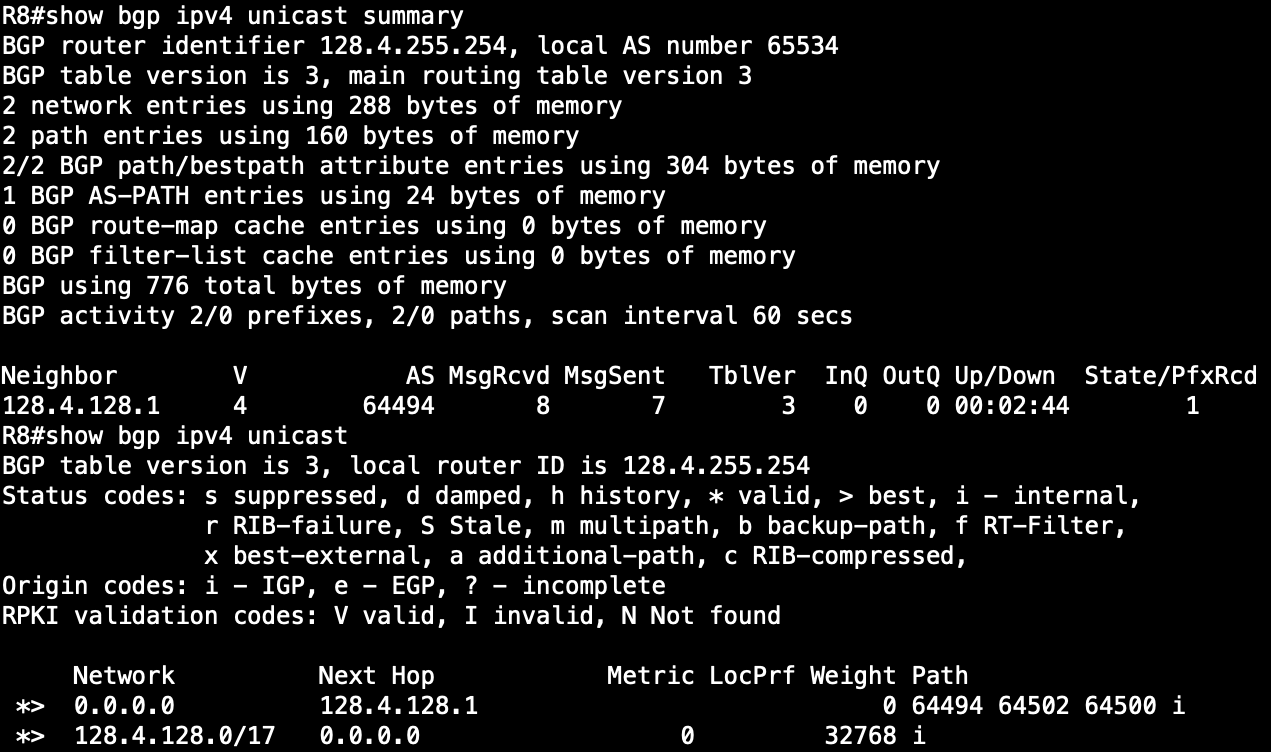 R8#show bgp ipv4 unicast summary
BGP router identifier 128.4.255.254, local AS number 65534
BGP table version is 3, main routing table version 3
2 network entries using 288 bytes of memory
2 path entries using 160 bytes of memory
2/2 BGP path/bestpath attribute entries using 304 bytes of memory
1 BGP AS-PATH entries using 24 bytes of memory
0 BGP route-map cache entries using 0 bytes of memory
0 BGP filter-list cache entries using 0 bytes of memory
BGP using 776 total bytes of memory
BGP activity 2/0 prefixes, 2/0 paths, scan interval 60 secs

Neighbor        V           AS MsgRcvd MsgSent   TblVer  InQ OutQ Up/Down  State/PfxRcd
128.4.128.1     4        64494       8       7        3    0    0 00:02:44        1
R8#show bgp ipv4 unicast
BGP table version is 3, local router ID is 128.4.255.254
Status codes: s suppressed, d damped, h history, * valid, > best, i - internal,
              r RIB-failure, S Stale, m multipath, b backup-path, f RT-Filter,
              x best-external, a additional-path, c RIB-compressed,
Origin codes: i - IGP, e - EGP, ? - incomplete
RPKI validation codes: V valid, I invalid, N Not found

     Network          Next Hop            Metric LocPrf Weight Path
 *>  0.0.0.0          128.4.128.1                            0 64494 64502 64500 i
 *>  128.4.128.0/17   0.0.0.0                  0         32768 i